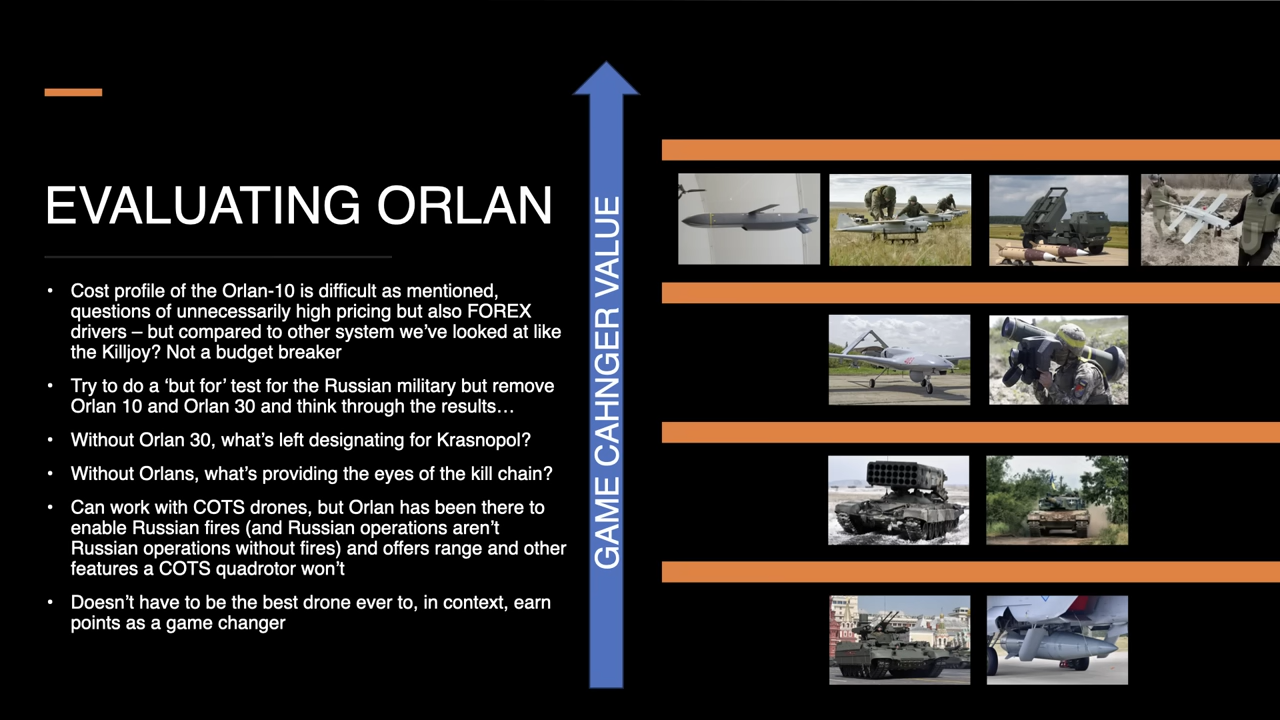 EVALUATING ORLAN
• Cost profile of the Orlan-10 is difficult as mentioned,
questions of unnecessarily high pricing but also FOREX
drivers – but compared to other system we’ve looked at like
the Killjoy? Not a budget breaker
• Try to do a ‘but for’ test for the Russian military but remove
Orlan 10 and Orlan 30 and think through the results…
• Without Orlan 30, what’s left designating for Krasnopol?
• Without Orlans, what’s providing the eyes of the kill chain?
• Can work with COTS drones, but Orlan has been there to
enable Russian fires (and Russian operations aren’t
Russian operations without fires) and offers range and other
features a COTS quadrotor won’t
• Doesn’t have to be the best drone ever to, in context, earn
points as a game changer
GAME CAHNGER VALUE